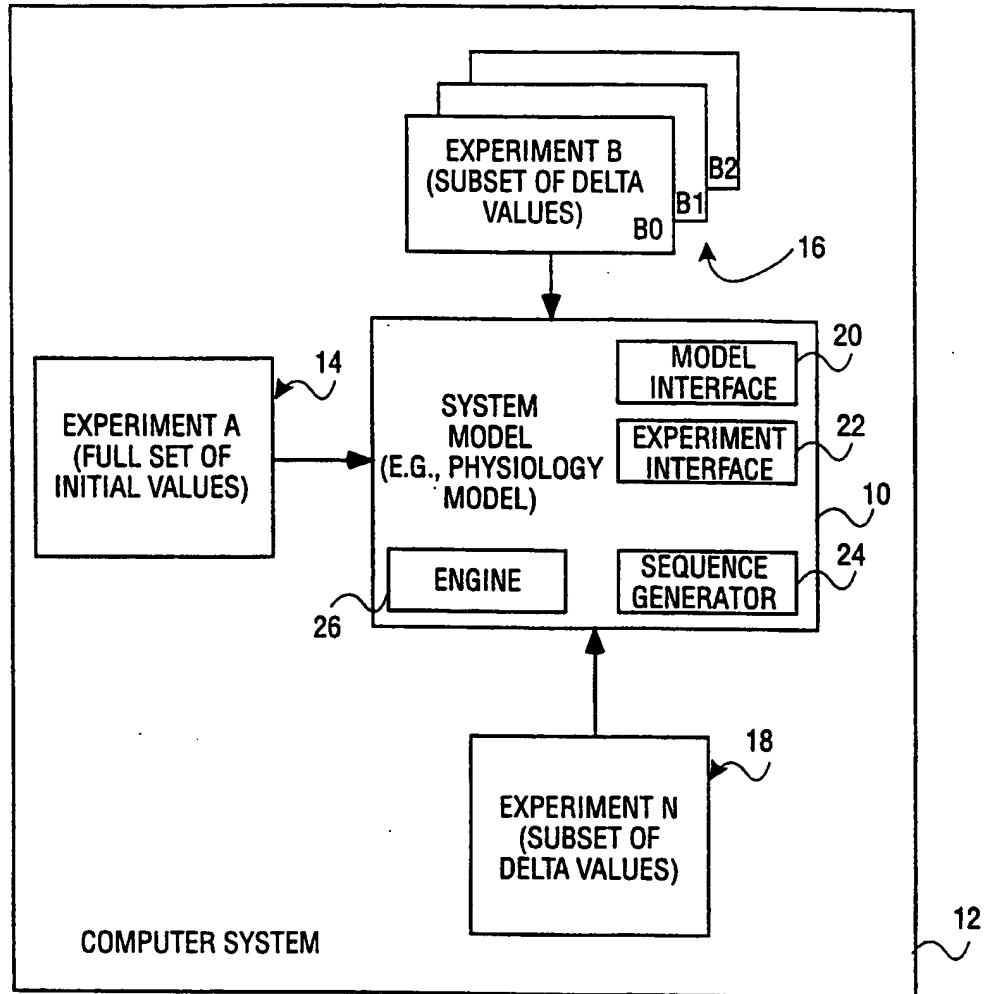 EXPERIMENT B
(SUBSET OF DELTA
VALUES)
B0
B1
B2
16
EXPERIMENT A
(FULL SET OF
INITIAL VALUES)
14
SYSTEM
MODEL
(E.G., PHYSIOLOGY
MODEL)
MODEL
INTERFACE
20
EXPERIMENT
INTERFACE
22
10
ENGINE
26
SEQUENCE
GENERATOR
24
EXPERIMENT N
(SUBSET OF
DELTA VALUES)
18
COMPUTER SYSTEM
12